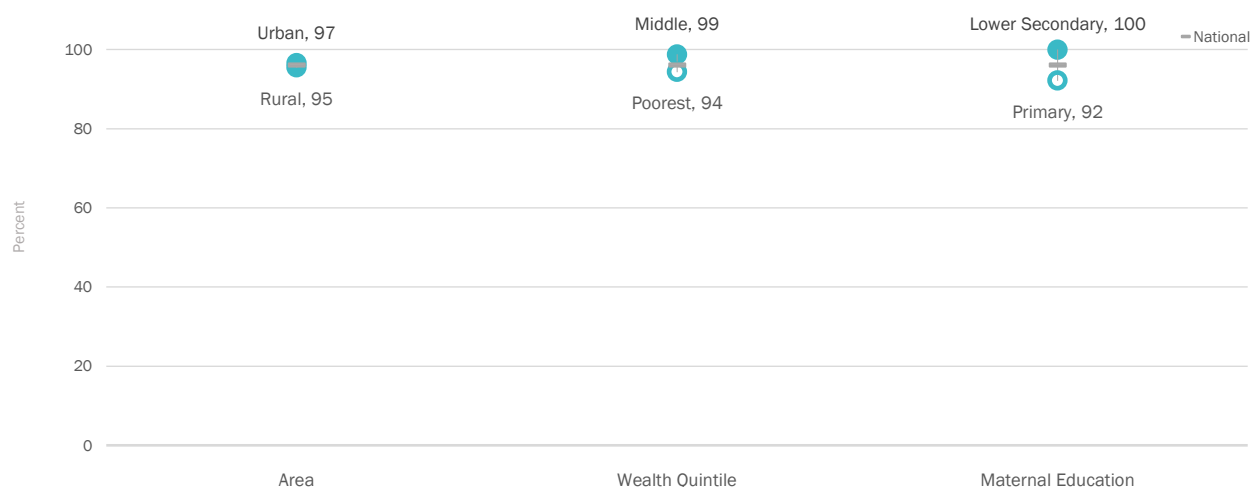 Urban, 97
Middle, 99
Lower Secondary, 100
National
100
Rural, 95
Poorest, 94
Primary, 92
80
60
Percent
40
20
0
Area
Wealth Quintile
Maternal Education